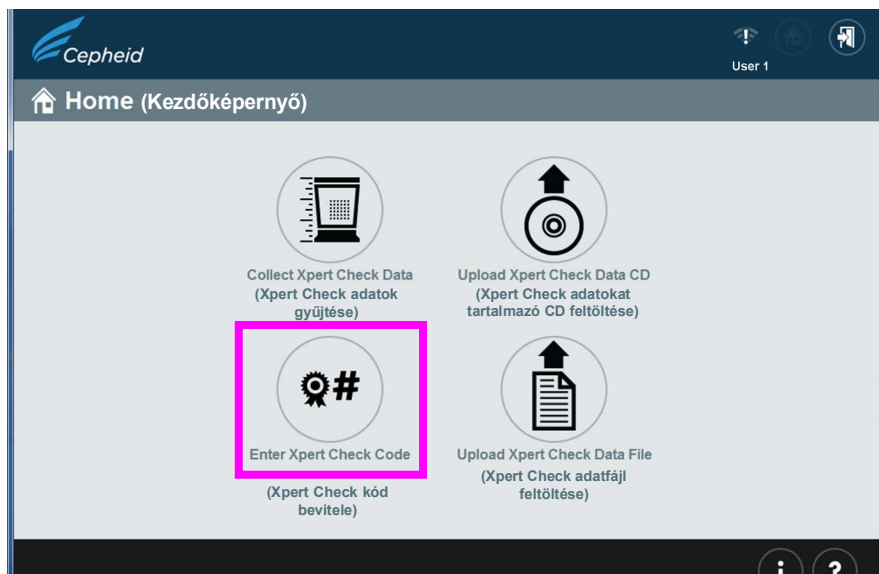 Cepheid
User 1
Home (Kezdőképernyő)
Collect Xpert Check Data
(Xpert Check adatok
gyűjtése)
Upload Xpert Check Data CD
(Xpert Check adatokat
tartalmazó CD feltöltése)
#
Enter Xpert Check Code
(Xpert Check kód
bevitele)
Upload Xpert Check Data File
(Xpert Check adatfájl
feltöltése)
i ?